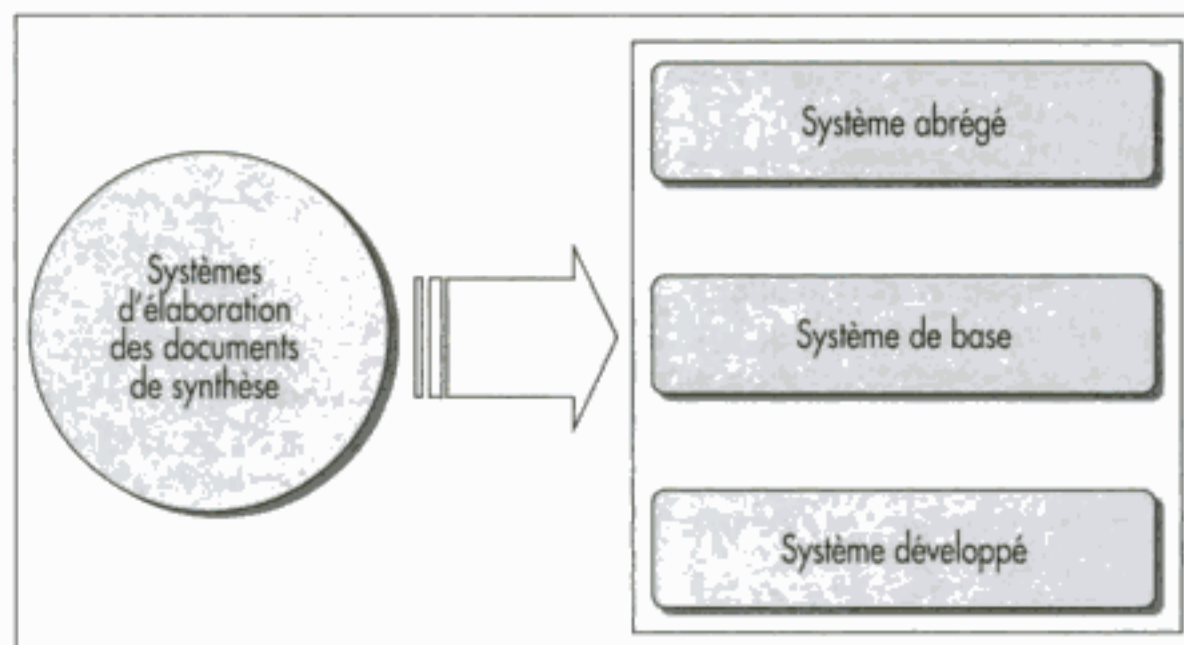 Systèmes
d'élaboration
des documents
de synthèse
Système abrégé
Système de base
Système développé